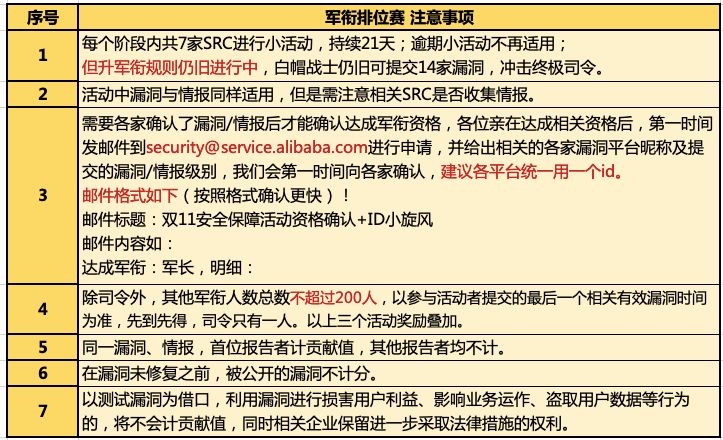 序号 军衔排位赛 注意事项
1 每个阶段内共7家SRC进行小活动，持续21天；逾期小活动不再适用；
但升军衔规则仍旧进行中，白帽战士仍旧可提交14家漏洞，冲击终极司令。
2 活动中漏洞与情报同样适用，但是需注意相关SRC是否收集情报。
3 需要各家确认了漏洞/情报后才能确认达成军衔资格，各位亲在达成相关资格后，第一时间
发邮件到security@service.alibaba.com进行申请，并给出相关的各家漏洞平台昵称及提
交的漏洞/情报级别，我们会第一时间向各家确认，建议各平台统一用一个id。
邮件格式如下（按照格式确认更快）！
邮件标题：双11安全保障活动资格确认+ID小旋风
邮件内容如：
达成军衔：军长，明细：
4 除司令外，其他军衔人数总数不超过200人，以参与活动者提交的最后一个相关有效漏洞时间
为准，先到先得，司令只有一人。以上三个活动奖励叠加。
5 同一漏洞、情报，首位报告者计贡献值，其他报告者均不计。
6 在漏洞未修复之前，被公开的漏洞不计分。
7 以测试漏洞为借口，利用漏洞进行损害用户利益、影响业务运作、盗取用户数据等行为
的，将不会计贡献值，同时相关企业保留进一步采取法律措施的权利。